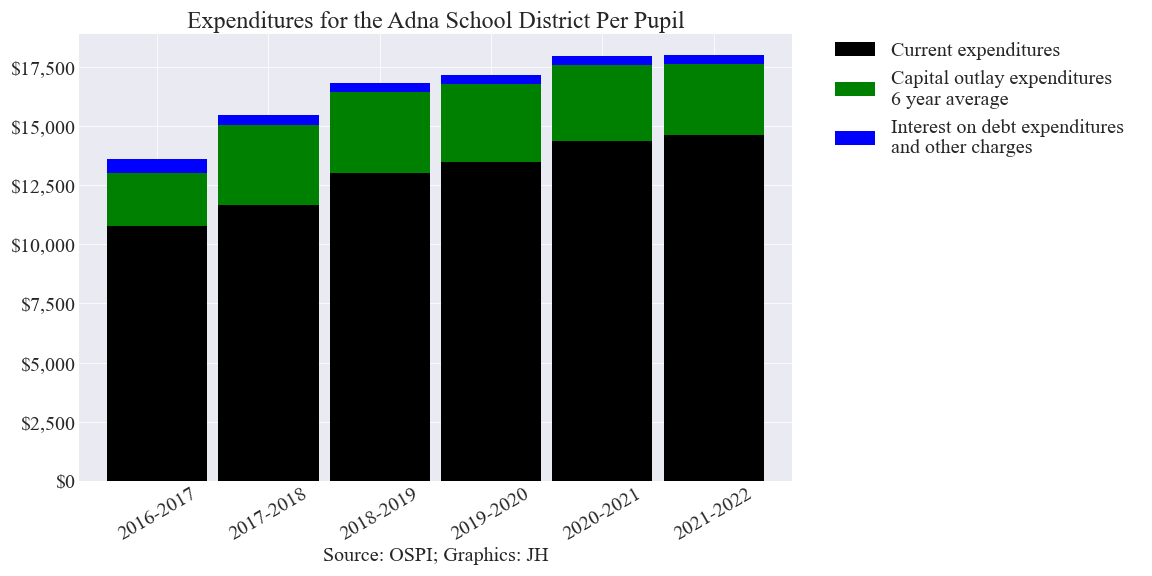 Expenditures for the Adna School District Per Pupil
$17,500
$15,000
$12,500
$10,000
$7,500
$5,000
$2,500
$0
2016-2017
2017-2018
2018-2019
2019-2020
2020-2021
2021-2022
Source: OSPI; Graphics: JH
Current expenditures
Capital outlay expenditures
6 year average
Interest on debt expenditures
and other charges